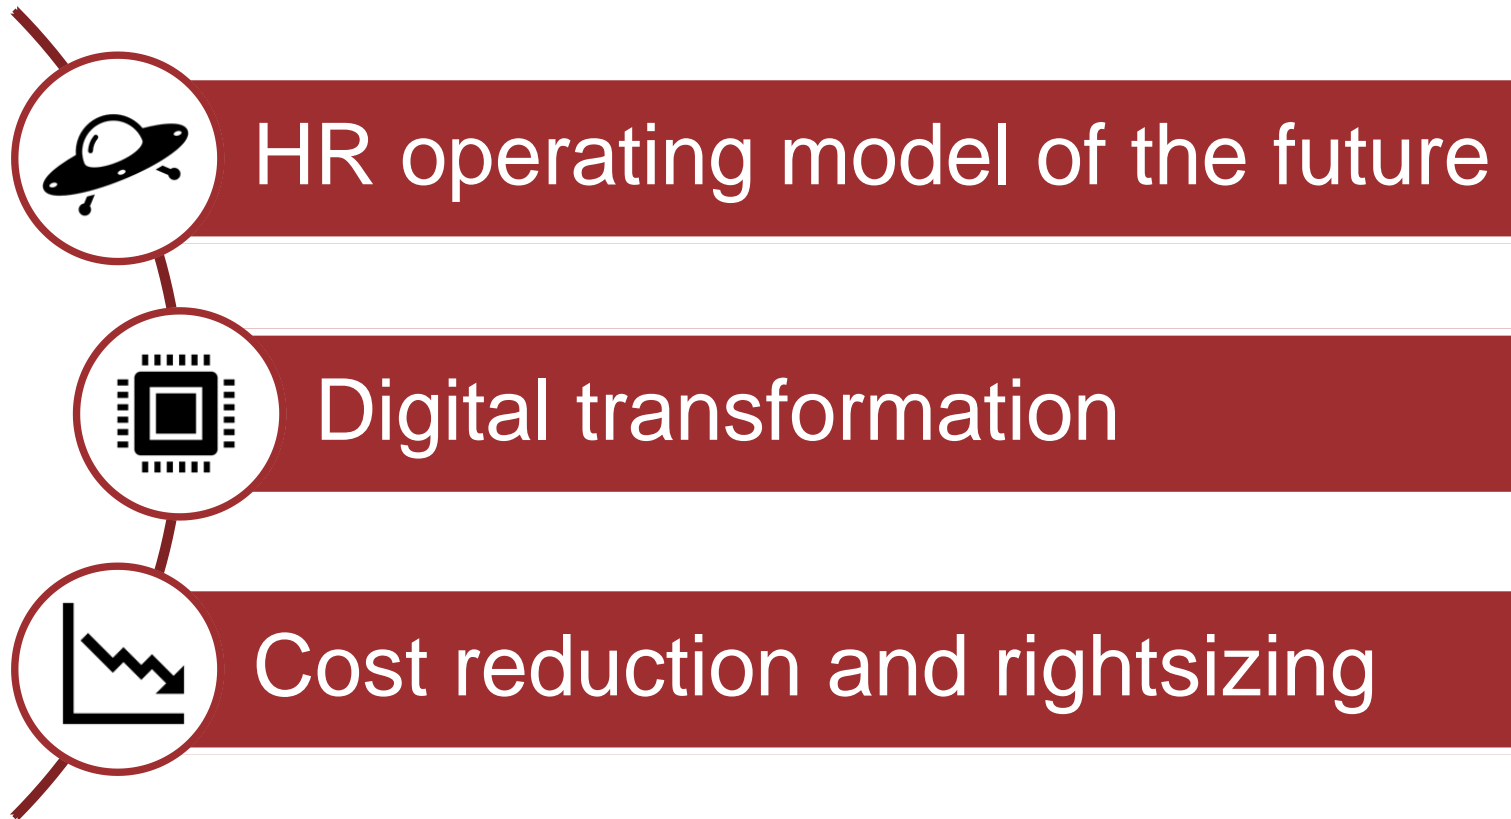 HR operating model of the future
Digital transformation
Cost reduction and rightsizing